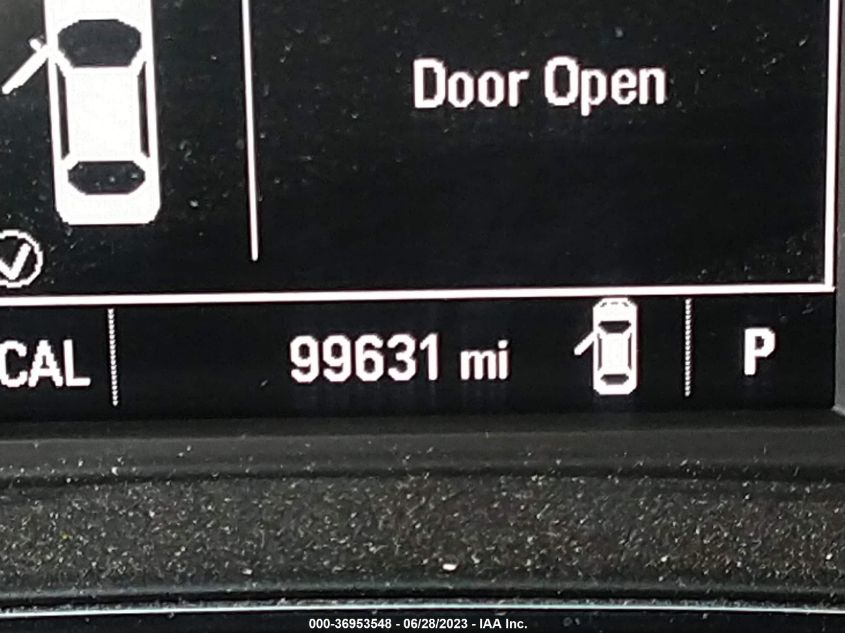 Door Open
CAL
99631 mi
P
000-36953548 - 06/28/2023 - IAA Inc.